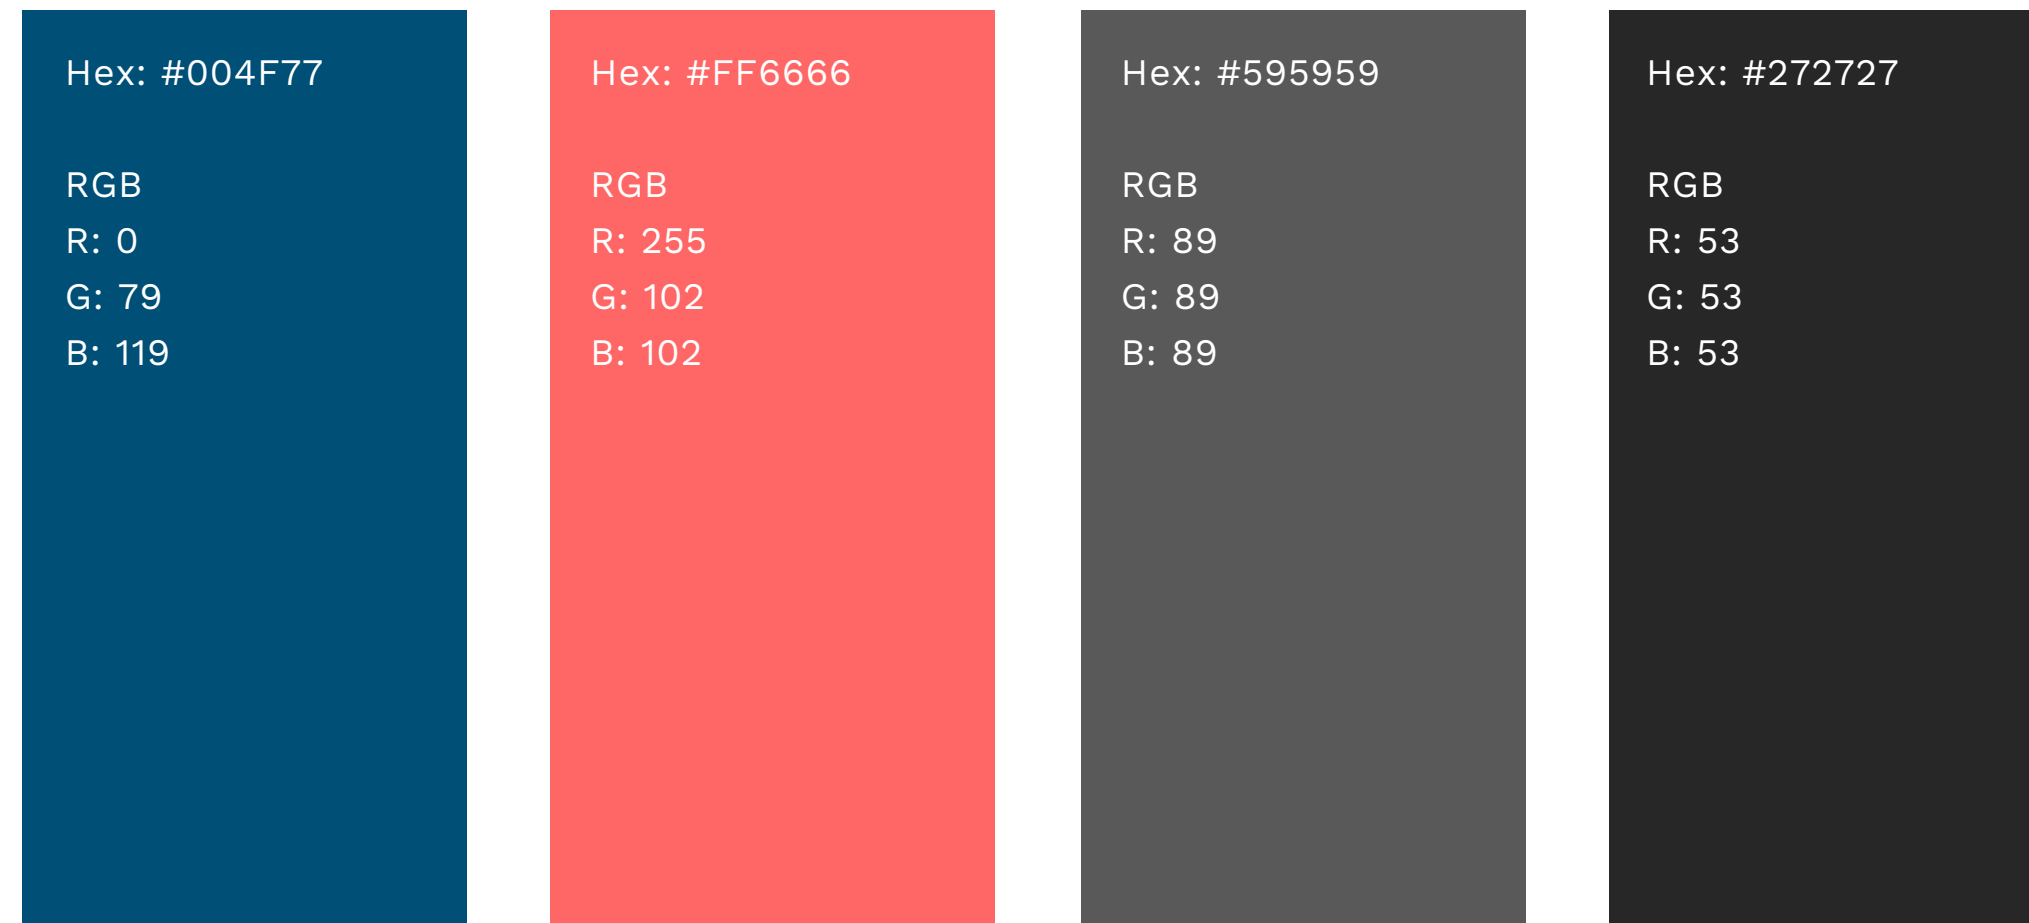 Hex: #004F77
RGB
R: 0
G: 79
B: 119
Hex: #FF6666
RGB
R: 255
G: 102
B: 102
Hex: #595959
RGB
R: 89
G: 89
B: 89
Hex: #272727
RGB
R: 53
G: 53
B: 53